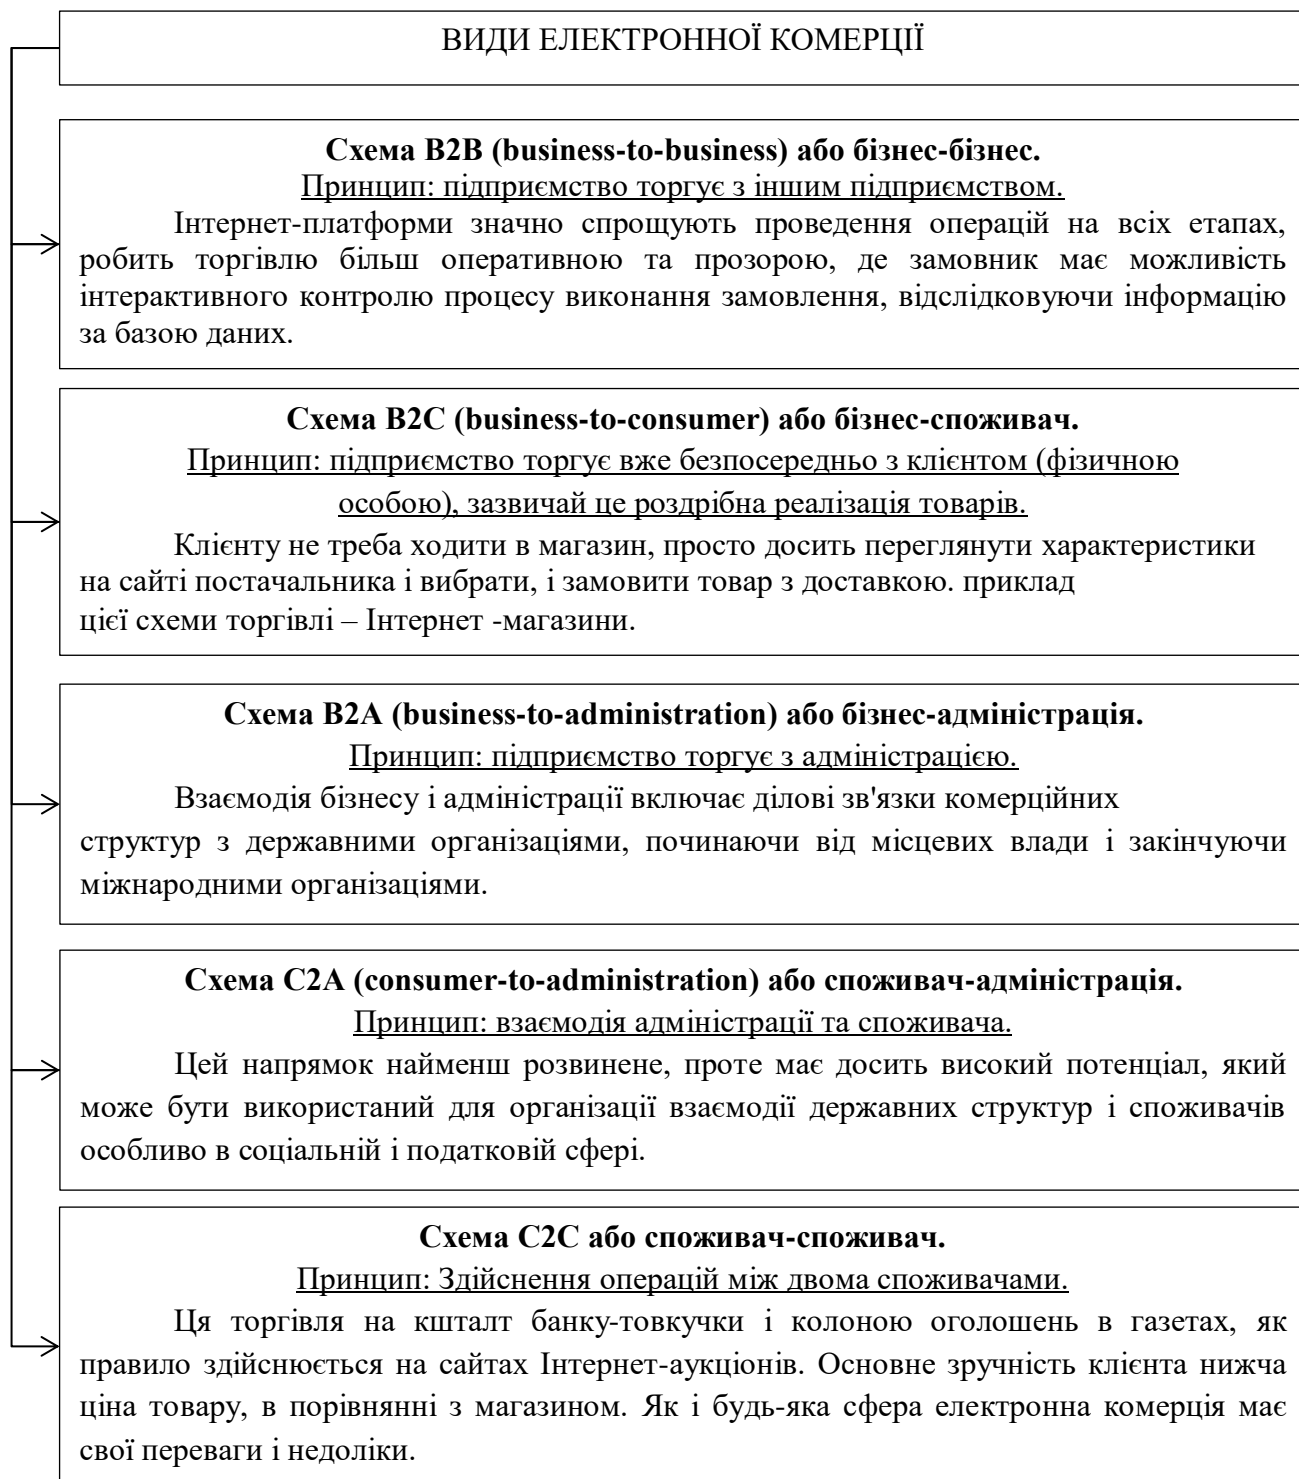 ВИДИ ЕЛЕКТРОННОЇ КОМЕРЦІЇ
Схема B2B (business-to-business) або бізнес-бізнес.
Принцип: підприємство торгує з іншим підприємством.
Інтернет-платформи значно спрощують проведення операцій на всіх етапах,
робить торгівлю більш оперативною та прозорою, де замовник має можливість
інтерактивного контролю процесу виконання замовлення, відслідковуючи інформацію
за базою даних.
Схема B2C (business-to-consumer) або бізнес-споживач.
Принцип: підприємство торгує вже безпосередньо з клієнтом (фізичною
особою), зазвичай це роздрібна реалізація товарів.
Клієнту не треба ходити в магазин, просто досить переглянути характеристики
на сайті постачальника і вибрати, і замовити товар з доставкою. приклад
цієї схеми торгівлі – Інтернет -магазини.
Схема B2A (business-to-administration) або бізнес-адміністрація.
Принцип: підприємство торгує з адміністрацією.
Взаємодія бізнесу і адміністрації включає ділові зв'язки комерційних
структур з державними організаціями, починаючи від місцевих влади і закінчуючи
міжнародними організаціями.
Схема C2A (consumer-to-administration) або споживач-адміністрація.
Принцип: взаємодія адміністрації та споживача.
Цей напрямок найменш розвинене, проте має досить високий потенціал, який
може бути використаний для організації взаємодії державних структур і споживачів
особливо в соціальній і податковій сфері.
Схема C2C або споживач-споживач.
Принцип: Здійснення операцій між двома споживачами.
Ця торгівля на кшталт банку-товкучки і колоною оголошень в газетах, як
правило здійснюється на сайтах Інтернет-аукціонів. Основне зручність клієнта нижча
ціна товару, в порівнянні з магазином. Як і будь-яка сфера електронна комерція має
свої переваги і недоліки.